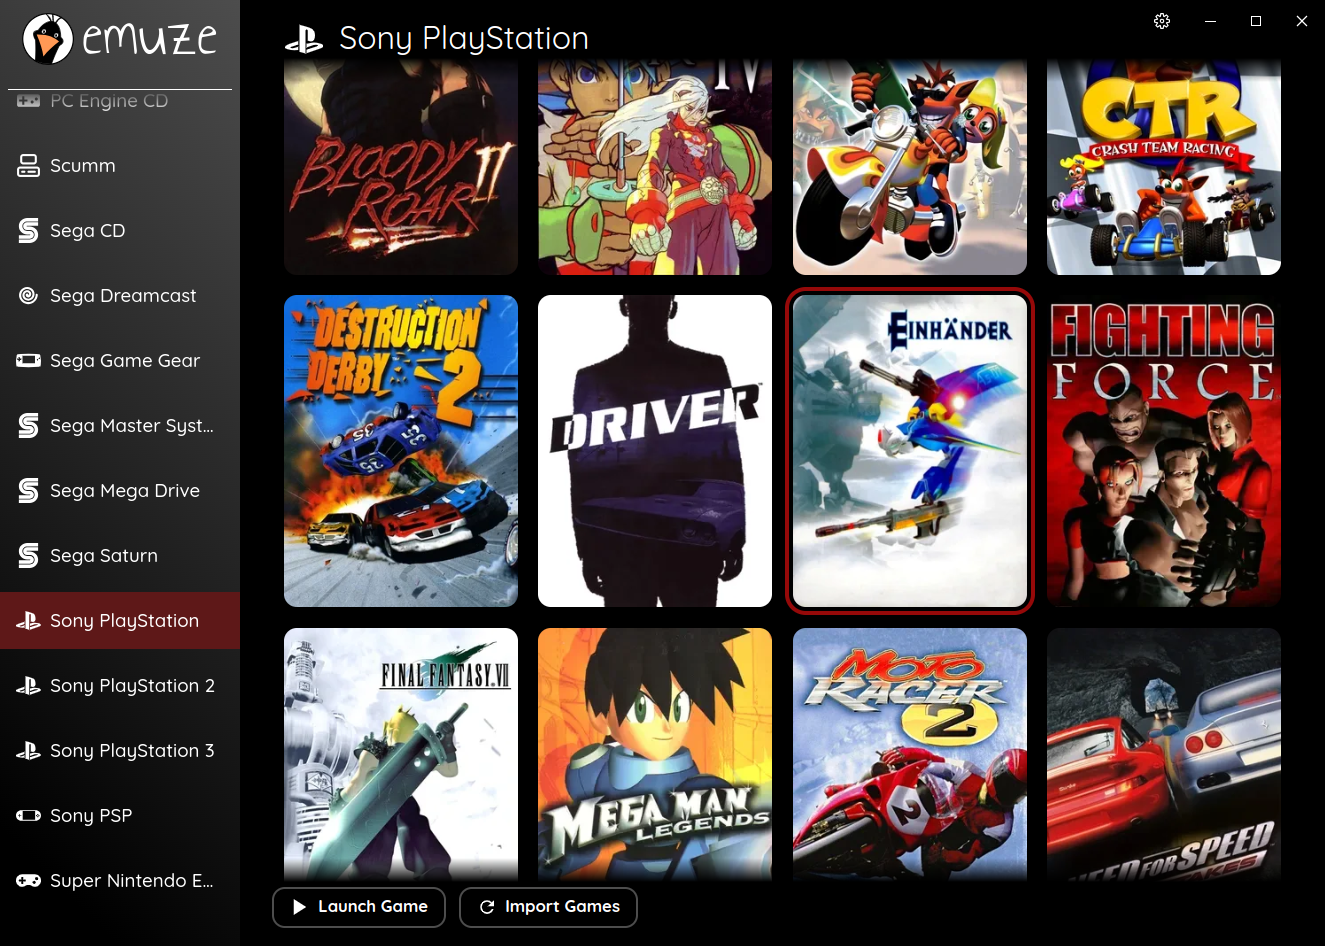 emuze
PC Engine CD
Scumm
Sega CD
Sega Dreamcast
Sega Game Gear
Sega Master Syst...
Sega Mega Drive
Sega Saturn
Sony PlayStation
Sony PlayStation 2
Sony PlayStation 3
Sony PSP
Super Nintendo E...
Sony PlayStation
BLOODY
ROAR II
IV
CTR
CRASH TEAM RACING
DESTRUCTION
DERBY
2
DRIVER™
EINHÄNDER
FIGHTING
FORCE
FINAL FANTASY VII
MEGA MAN
LEGENDS
MOTO
RACER
2
2
FOR SPEED
Launch Game
Import Games